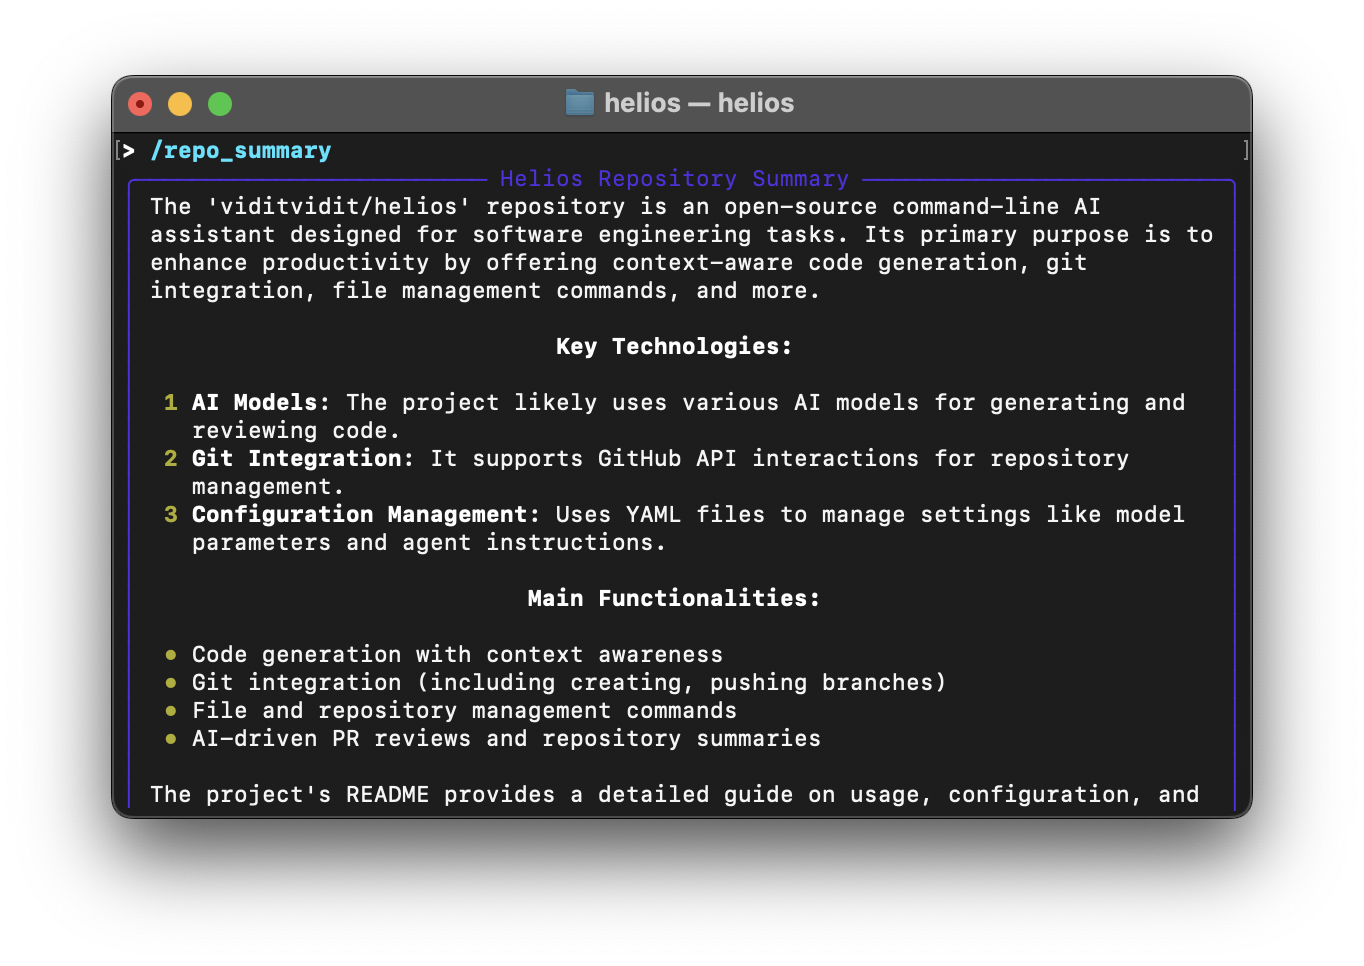 helios — helios
[> /repo_summary ]
Helios Repository Summary
The 'viditvidit/helios' repository is an open-source command-line AI
assistant designed for software engineering tasks. Its primary purpose is to
enhance productivity by offering context-aware code generation, git
integration, file management commands, and more.
Key Technologies:
1 AI Models: The project likely uses various AI models for generating and
reviewing code.
2 Git Integration: It supports GitHub API interactions for repository
management.
3 Configuration Management: Uses YAML files to manage settings like model
parameters and agent instructions.
Main Functionalities:
• Code generation with context awareness
• Git integration (including creating, pushing branches)
• File and repository management commands
• AI-driven PR reviews and repository summaries
The project's README provides a detailed guide on usage, configuration, and